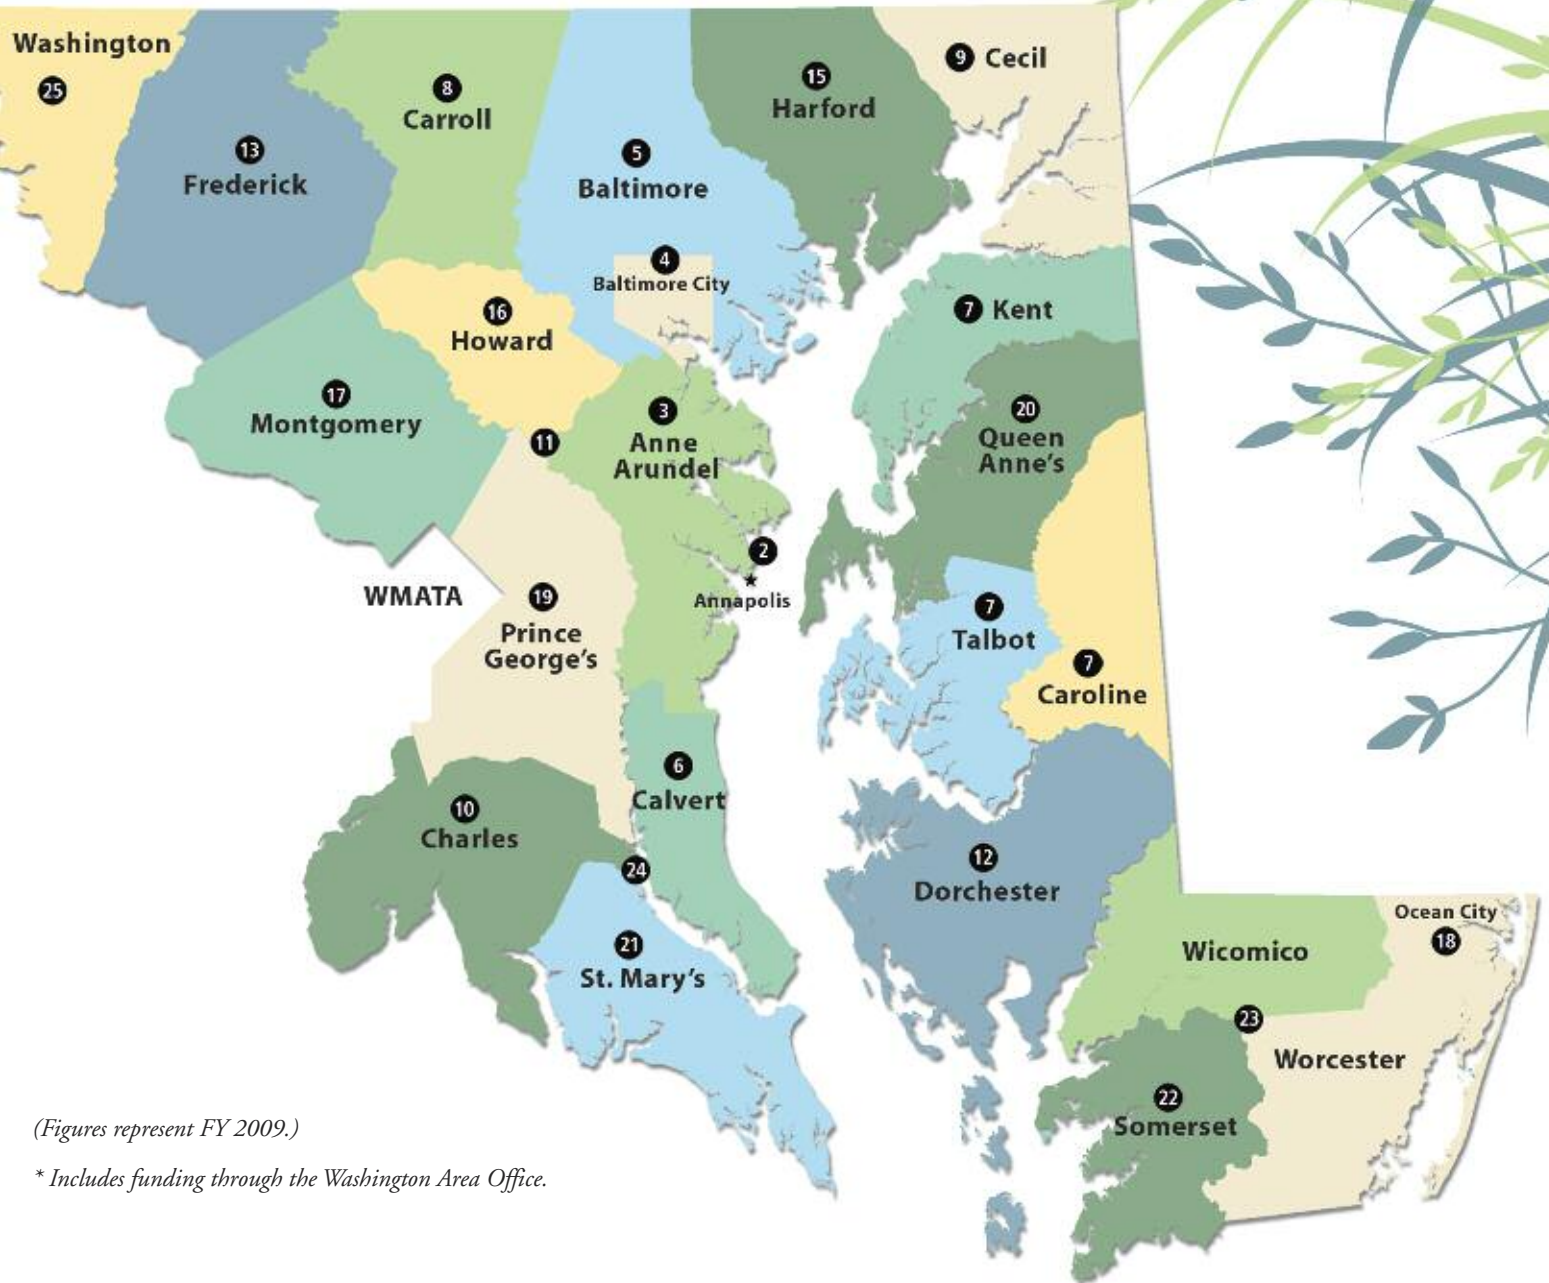 Washington
25
13
Frederick
8
Carroll
5
Baltimore
15
Harford
9 Cecil
4
Baltimore City
16
Howard
7 Kent
17
Montgomery
11
3
Anne
Arundel
20
Queen
Anne's
2
Annapolis
WMATA
19
Prince
George's
7
Talbot
7
Caroline
6
Calvert
10
Charles
24
12
Dorchester
21
St. Mary's
Wicomico
Ocean City
18
23
Worcester
22
Somerset
(Figures represent FY 2009.)
* Includes funding through the Washington Area Office.